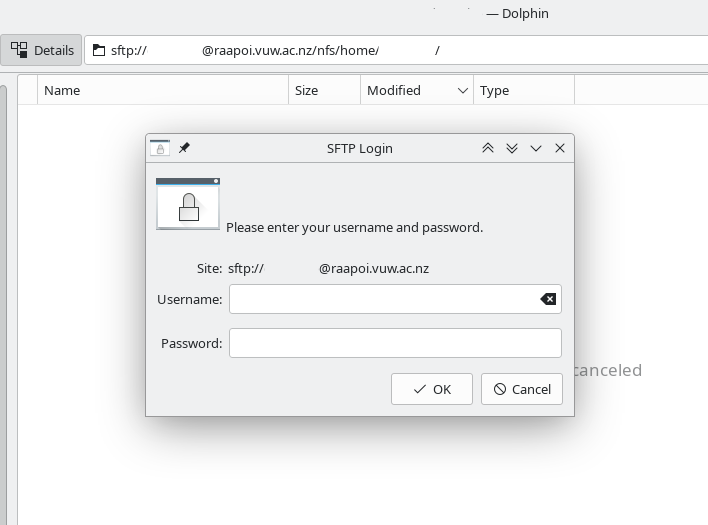 — Dolphin
Details
sftp:// @raapoi.vuw.ac.nz/nfs/home/ /
Name Size Modified Type
SFTP Login
Please enter your username and password.
Site: sftp:// @raapoi.vuw.ac.nz
Username:
Password:
canceled
OK Cancel